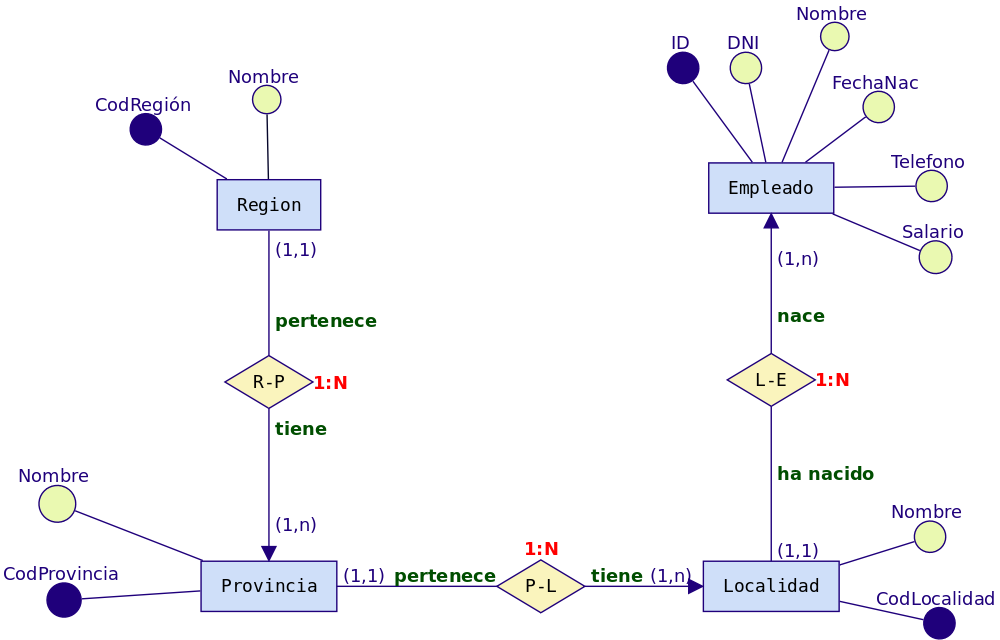 Nombre
ID
DNI
Nombre
CodRegión
FechaNac
Telefono
Empleado
Region
Salario
(1,1)
(1,n)
pertenece
nace
R-P
1:N
L-E
1:N
tiene
ha nacido
Nombre
Nombre
(1,n)
(1,1)
1:N
CodProvincia
Provincia
(1,1)
pertenece
P-L
tiene
(1,n)
Localidad
CodLocalidad